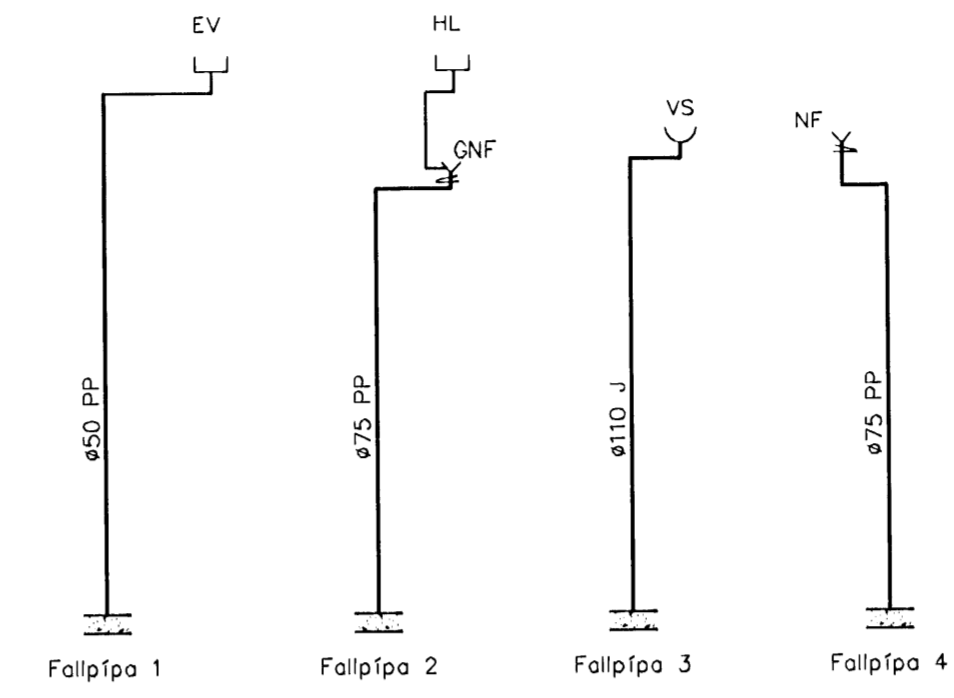 EV
HL
VS
NF
GNF
ø50 PP
ø75 PP
ø110 J
ø75 PP
Fallpípa 1
Fallpípa 2
Fallpípa 3
Fallpípa 4